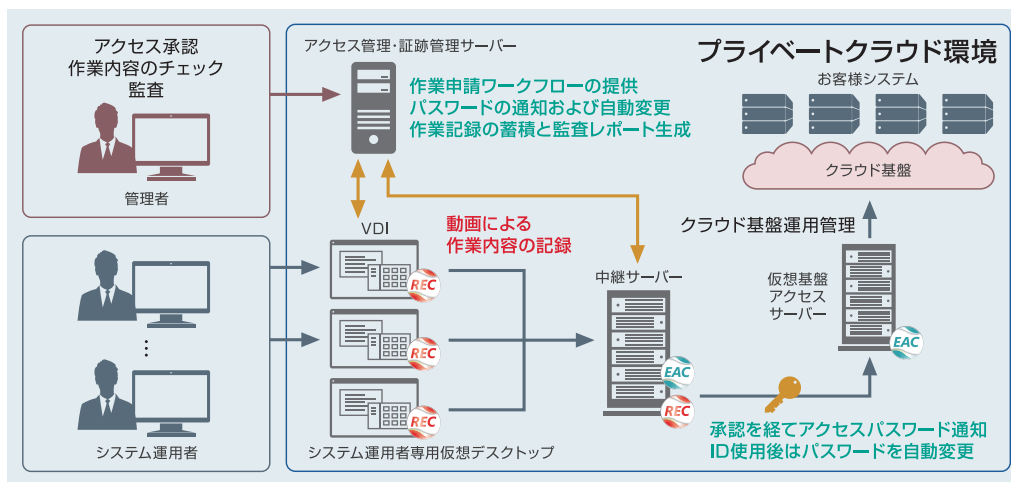 アクセス承認
作業内容のチェック
監査
管理者
システム運用者
アクセス管理・証跡管理サーバー
作業申請ワークフローの提供
パスワードの通知および自動変更
作業記録の蓄積と監査レポート生成
プライベートクラウド環境
お客様システム
クラウド基盤
クラウド基盤運用管理
VDI
動画による
作業内容の記録
REC
REC
REC
システム運用者専用仮想デスクトップ
中継サーバー
EAC
REC
仮想基盤
アクセス
サーバー
EAC
承認を経てアクセスパスワード通知
ID使用後はパスワードを自動変更